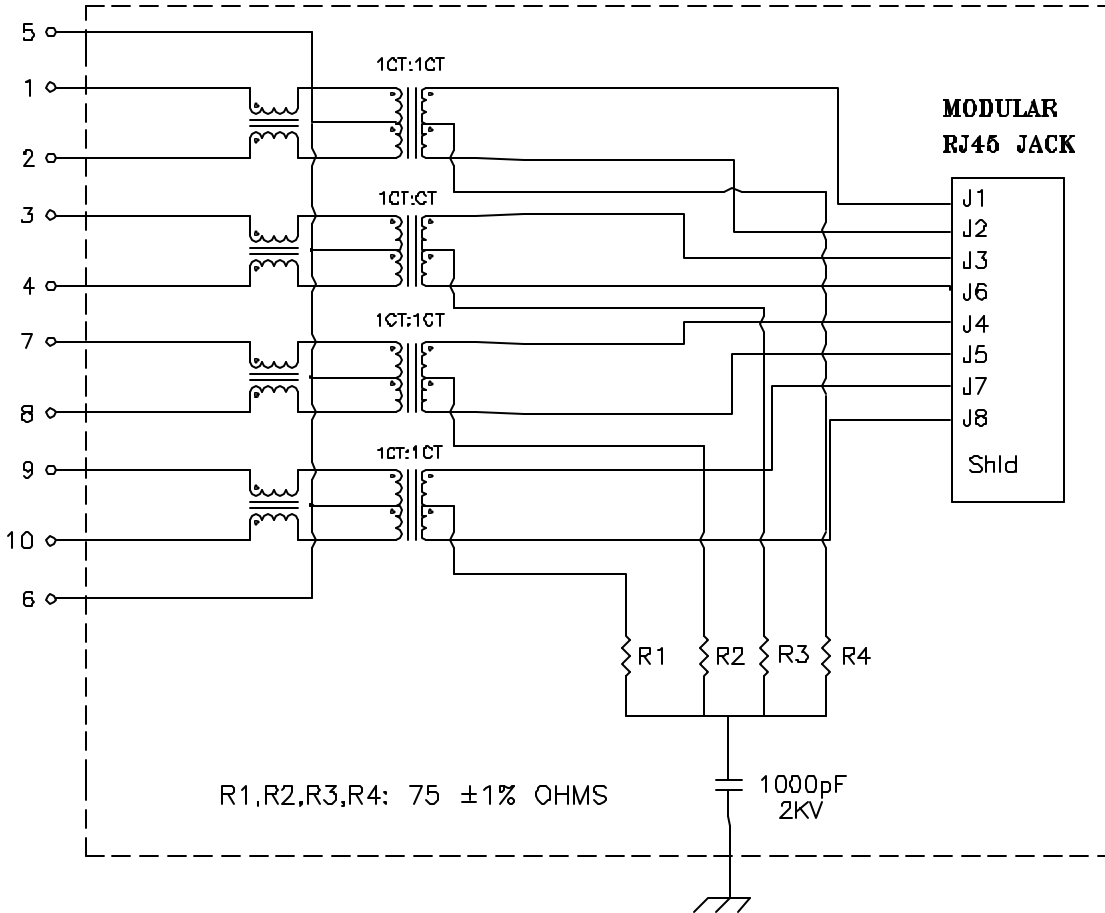 5
1CT:1CT
1
MODULAR
RJ45 JACK
2
1CT:CT
J1
3
J2
J3
4
J6
1CT:1CT
J4
7
J5
J7
8
J8
1CT:1CT
9
Shld
10
6
R1
R2
R3
R4
1000pF
2KV
R1,R2,R3,R4: 75 ±1% OHMS